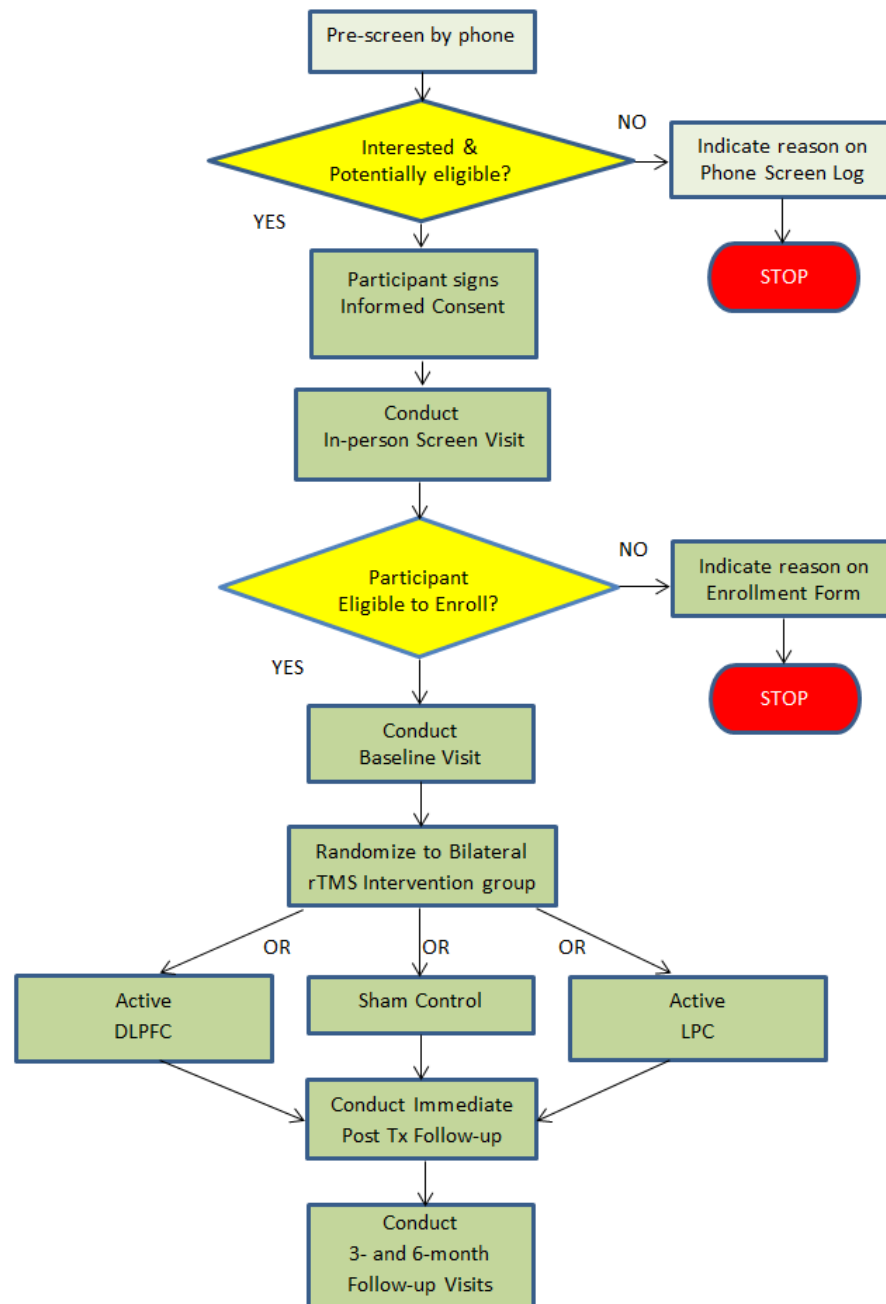 Pre-screen by phone
Interested &
Potentially eligible?
NO
Indicate reason on
Phone Screen Log
STOP
YES
Participant signs
Informed Consent
Conduct
In-person Screen Visit
Participant
Eligible to Enroll?
NO
Indicate reason on
Enrollment Form
STOP
YES
Conduct
Baseline Visit
Randomize to Bilateral
rTMS Intervention group
OR
OR
OR
Active
DLPFC
Sham Control
Active
LPC
Conduct Immediate
Post Tx Follow-up
Conduct
3- and 6-month
Follow-up Visits